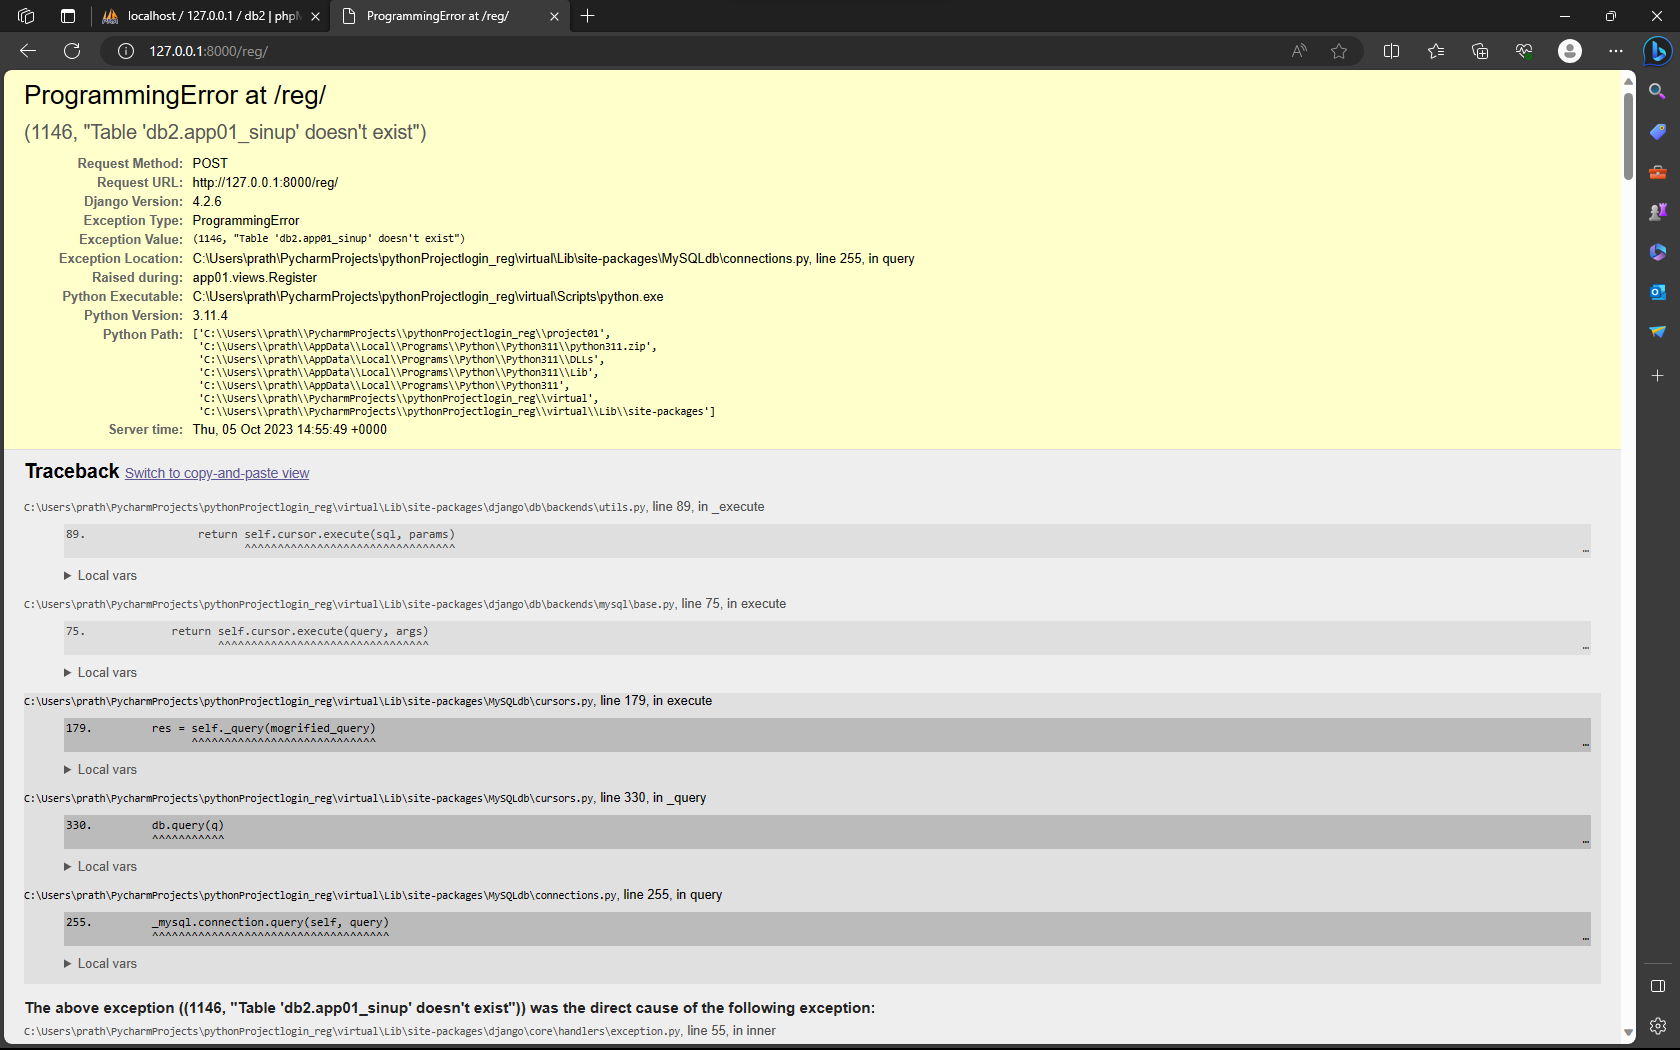 localhost / 127.0.0.1 / db2 | phpM
ProgrammingError at /reg/
127.0.0.1:8000/reg/
ProgrammingError at /reg/
(1146, "Table 'db2.app01_sinup' doesn't exist")
Request Method: POST
Request URL: http://127.0.0.1:8000/reg/
Django Version: 4.2.6
Exception Type: ProgrammingError
Exception Value: (1146, "Table 'db2.app01_sinup' doesn't exist")
Exception Location: C:\Users\prath\PycharmProjects\pythonProjectlogin_reg\virtual\Lib\site-packages\MySQLdb\connections.py, line 255, in query
Raised during: app01.views.Register
Python Executable: C:\Users\prath\PycharmProjects\pythonProjectlogin_reg\virtual\Scripts\python.exe
Python Version: 3.11.4
Python Path: ['C:\\Users\\prath\\PycharmProjects\\pythonProjectlogin_reg\\project01',
'C:\\Users\\prath\\AppData\\Local\\Programs\\Python\\Python311\\python311.zip',
'C:\\Users\\prath\\AppData\\Local\\Programs\\Python\\Python311\\DLLs',
'C:\\Users\\prath\\AppData\\Local\\Programs\\Python\\Python311\\Lib',
'C:\\Users\\prath\\AppData\\Local\\Programs\\Python\\Python311',
'C:\\Users\\prath\\PycharmProjects\\pythonProjectlogin_reg\\virtual',
'C:\\Users\\prath\\PycharmProjects\\pythonProjectlogin_reg\\virtual\\Lib\\site-packages']
Server time: Thu, 05 Oct 2023 14:55:49 +0000
Traceback Switch to copy-and-paste view
C:\Users\prath\PycharmProjects\pythonProjectlogin_reg\virtual\Lib\site-packages\django\db\backends\utils.py, line 89, in _execute
89. return self.cursor.execute(sql, params)
^^^^^^^^^^^^^^^^^^^^^^^^^^^^^^^^ …
▶ Local vars
C:\Users\prath\PycharmProjects\pythonProjectlogin_reg\virtual\Lib\site-packages\django\db\backends\mysql\base.py, line 75, in execute
75. return self.cursor.execute(query, args)
^^^^^^^^^^^^^^^^^^^^^^^^^^^^^^^^ …
▶ Local vars
C:\Users\prath\PycharmProjects\pythonProjectlogin_reg\virtual\Lib\site-packages\MySQLdb\cursors.py, line 179, in execute
179. res = self._query(mogrified_query)
^^^^^^^^^^^^^^^^^^^^^^^^^^^^ …
▶ Local vars
C:\Users\prath\PycharmProjects\pythonProjectlogin_reg\virtual\Lib\site-packages\MySQLdb\cursors.py, line 330, in _query
330. db.query(q)
^^^^^^^^^^^ …
▶ Local vars
C:\Users\prath\PycharmProjects\pythonProjectlogin_reg\virtual\Lib\site-packages\MySQLdb\connections.py, line 255, in query
255. _mysql.connection.query(self, query)
^^^^^^^^^^^^^^^^^^^^^^^^^^^^^^^^^^^^ …
▶ Local vars
The above exception ((1146, "Table 'db2.app01_sinup' doesn't exist")) was the direct cause of the following exception:
C:\Users\prath\PycharmProjects\pythonProjectlogin_reg\virtual\Lib\site-packages\django\core\handlers\exception.py, line 55, in inner